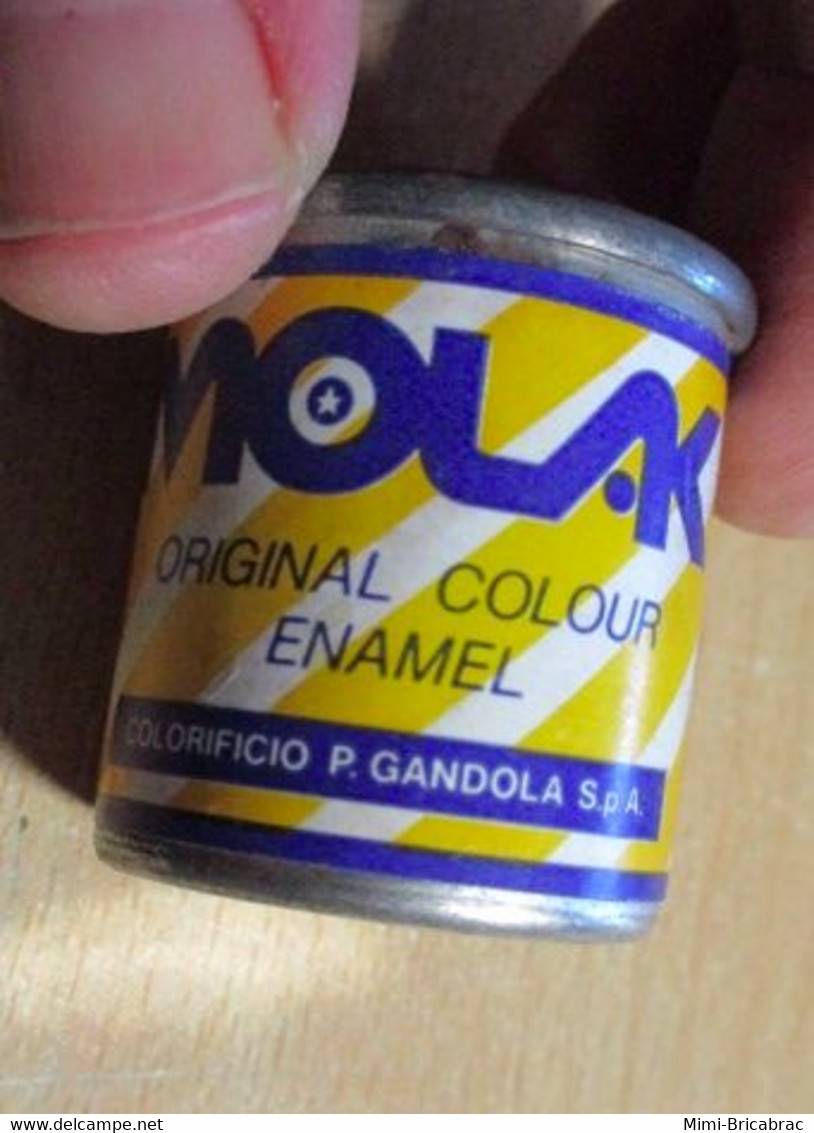 MOLAK
ORIGINAL COLOUR
ENAMEL
COLORIFICIO P. GANDOLA S.p.A.
www.delcampe.net
Mimi-Bricabrac